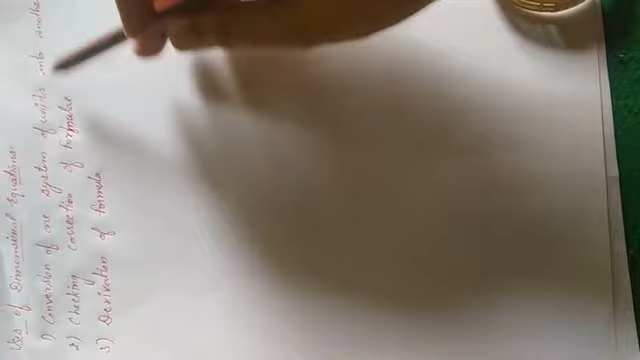 Uses of Dimensional Equations:
1) Conversion of one system of units into another
2) Checking correction of formulae
3) Derivation of formula